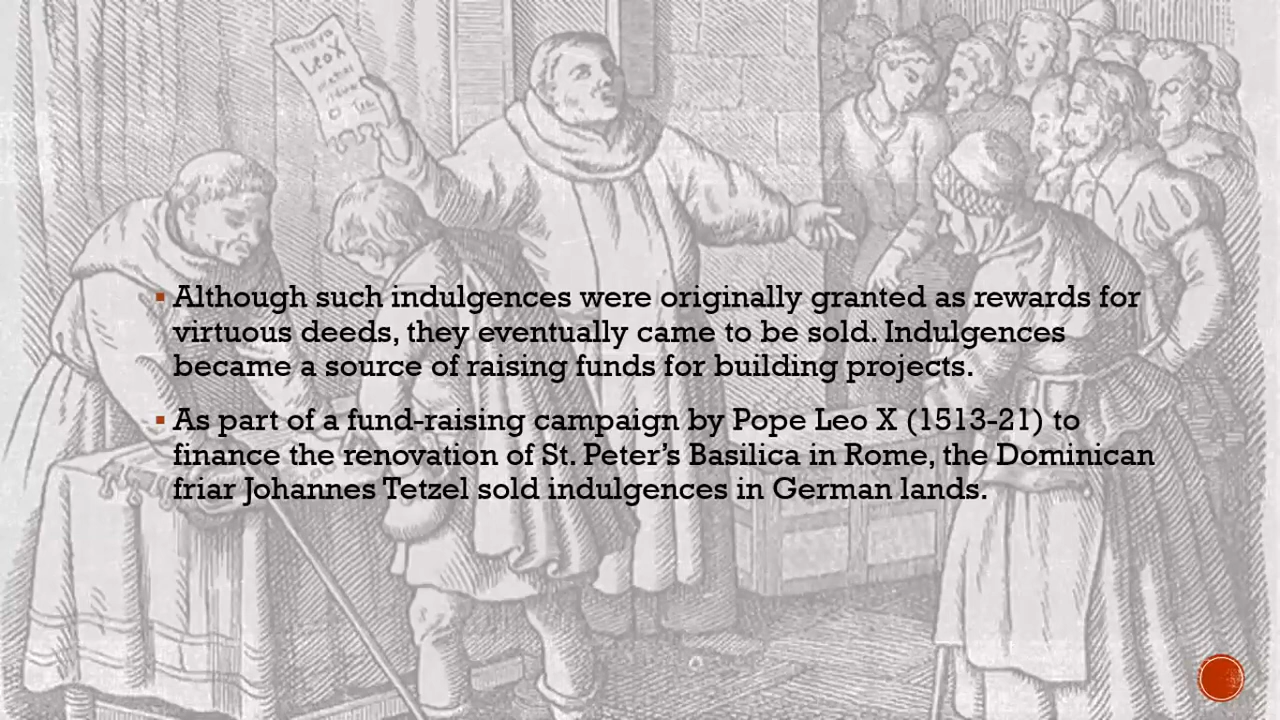 Leo X
▪ Although such indulgences were originally granted as rewards for
virtuous deeds, they eventually came to be sold. Indulgences
became a source of raising funds for building projects.
▪ As part of a fund-raising campaign by Pope Leo X (1513-21) to
finance the renovation of St. Peter’s Basilica in Rome, the Dominican
friar Johannes Tetzel sold indulgences in German lands.